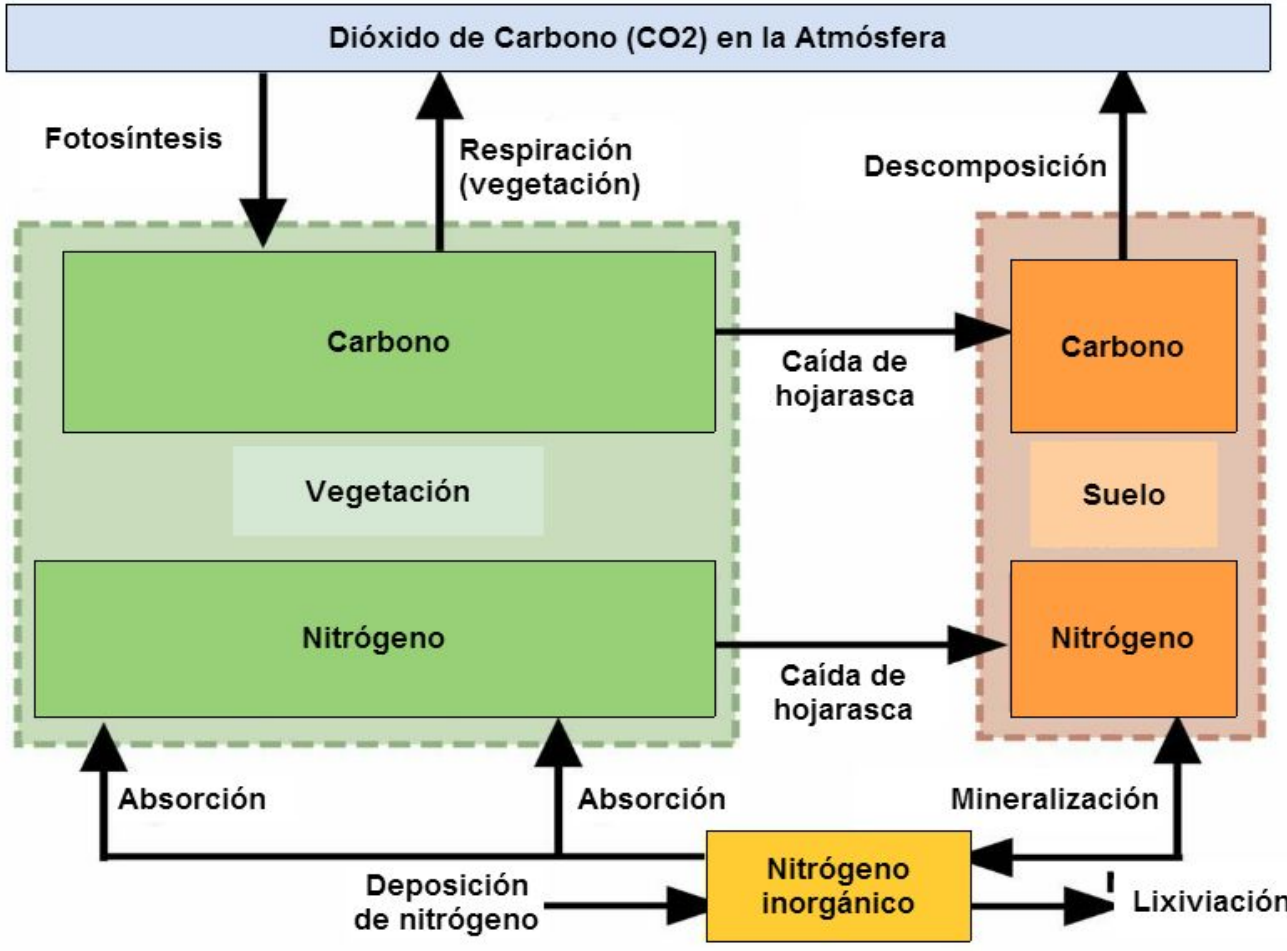 Dióxido de Carbono (CO2) en la Atmósfera
Fotosíntesis
Respiración
(vegetación)
Descomposición
Carbono
Caída de
hojarasca
Carbono
Vegetación
Suelo
Nitrógeno
Caída de
hojarasca
Nitrógeno
Absorción
Absorción
Mineralización
Deposición
de nitrógeno
Nitrógeno
inorgánico
Lixiviación